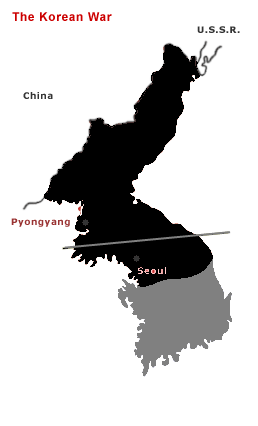 The Korean War
U.S.S.R.
China
Pyongyang
Seoul